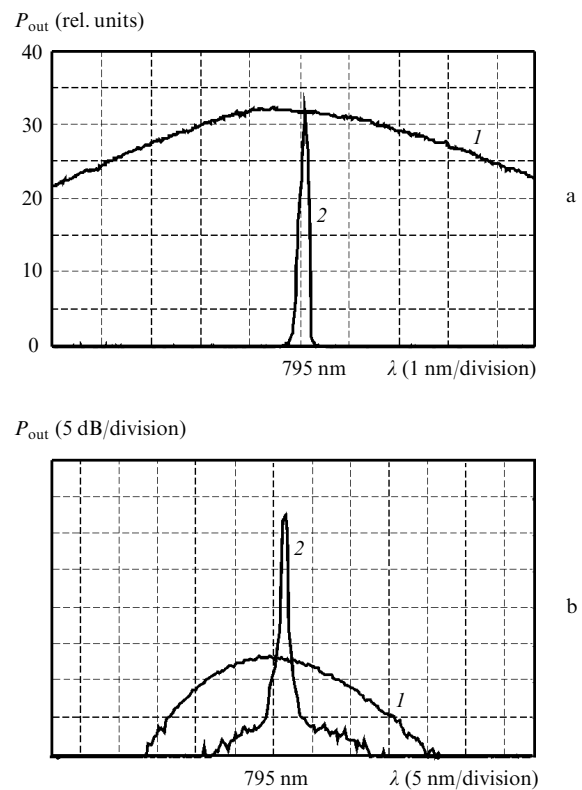 P_out (rel. units)
40
30
20
10
0
1
2
a
795 nm λ (1 nm/division)
P_out (5 dB/division)
2
1
b
795 nm λ (5 nm/division)